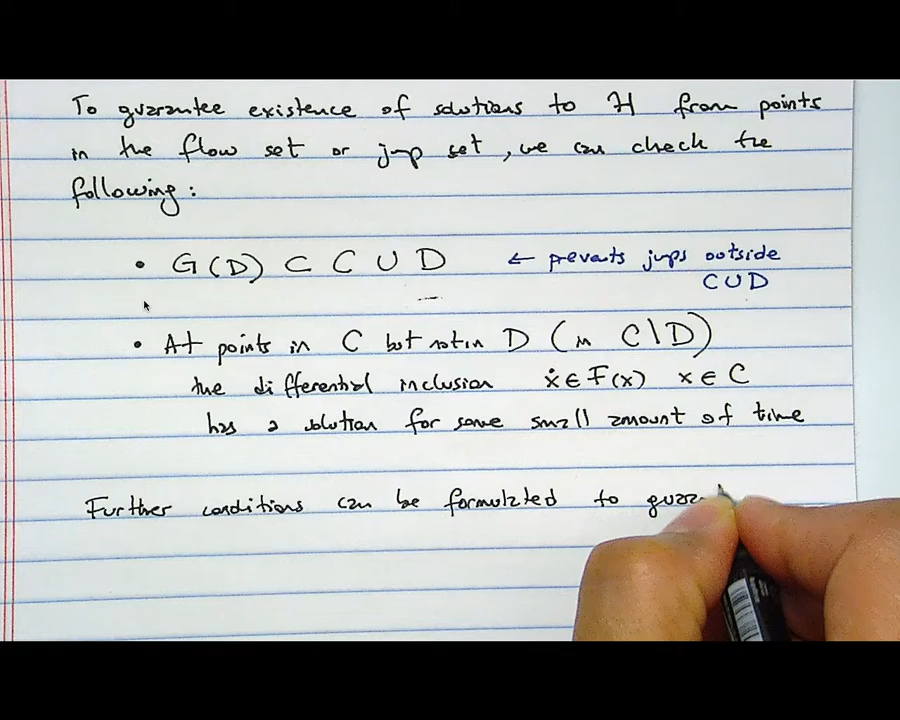 To guarantee existence of solutions to H from points
in the flow set or jump set, we can check the
following:
• G(D) ⊂ C ∪ D ← prevents jumps outside
C ∪ D
• At points in C but not in D (in C\D)
the differential inclusion ẋ ∈ F(x) x ∈ C
has a solution for some small amount of time
Further conditions can be formulated to guara